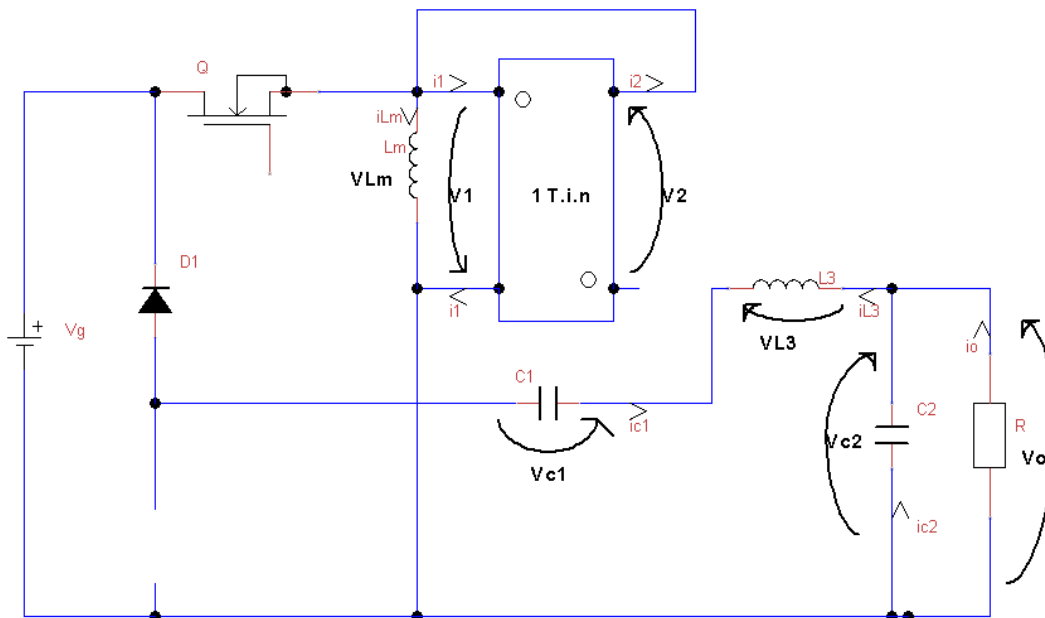 Q
i1
i2
iLm
Lm
VLm
V1
1 T.i.n
V2
D1
i1
L3
iL3
Vg
VL3
io
C1
C2
R
ic1
Vc2
Vo
Vc1
ic2